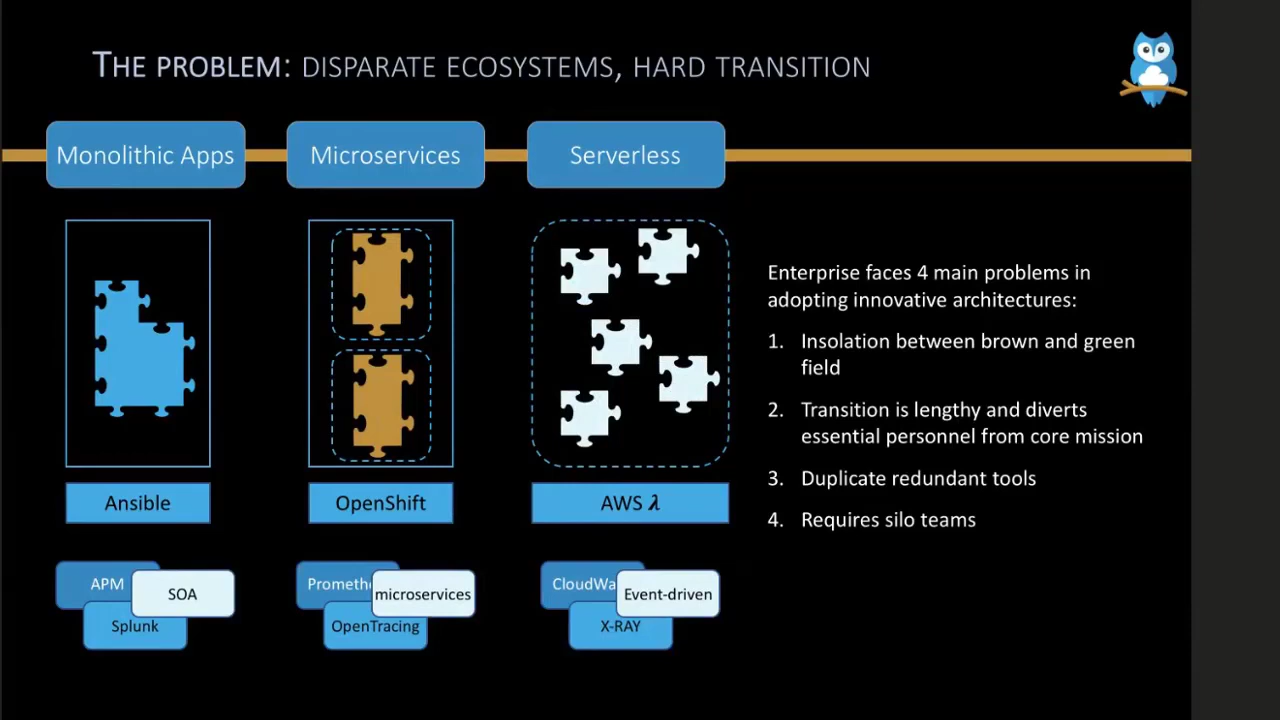 THE PROBLEM: DISPARATE ECOSYSTEMS, HARD TRANSITION
Monolithic Apps
Microservices
Serverless
Enterprise faces 4 main problems in
adopting innovative architectures:
1. Insolation between brown and green
field
2. Transition is lengthy and diverts
essential personnel from core mission
3. Duplicate redundant tools
4. Requires silo teams
Ansible
OpenShift
AWS λ
APM
SOA
Splunk
Prometh
microservices
OpenTracing
CloudWa
Event-driven
X-RAY